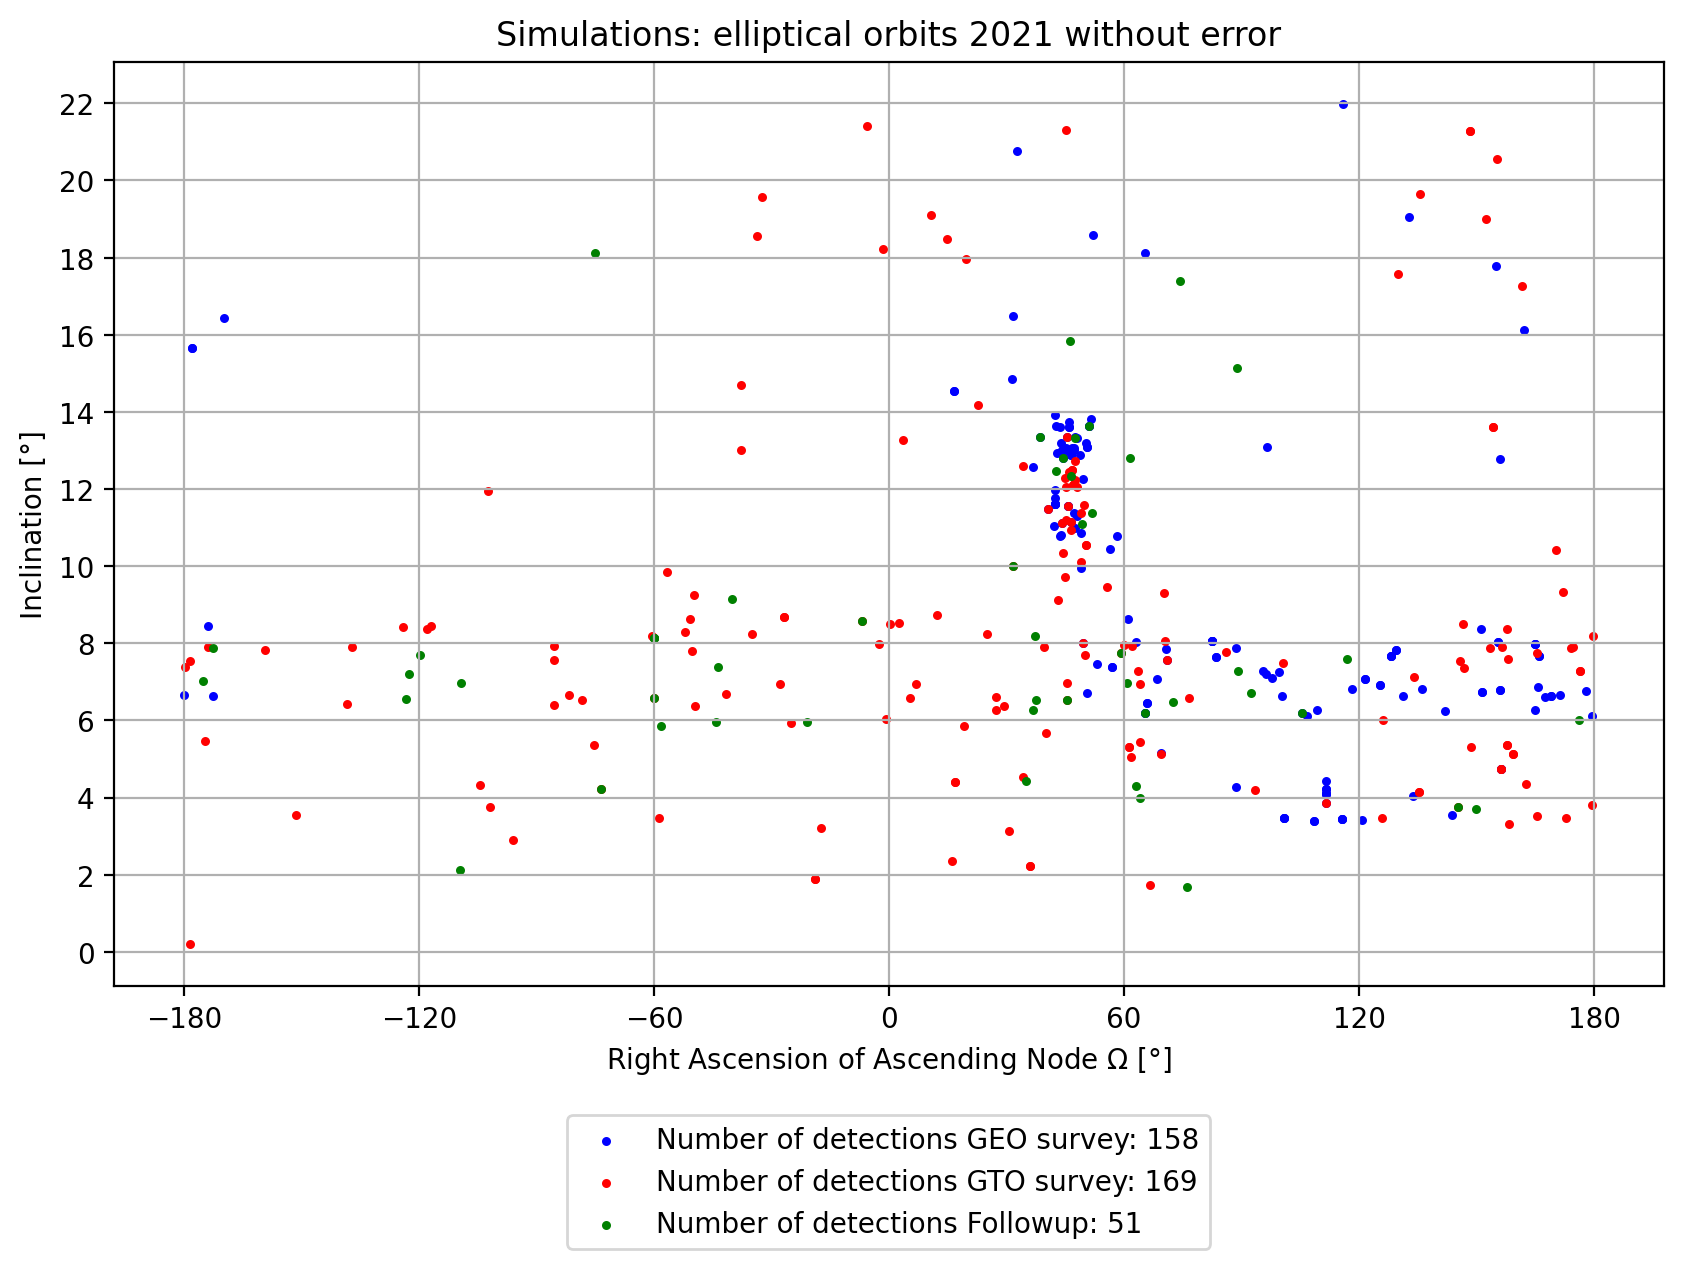 Simulations: elliptical orbits 2021 without error
Inclination [°]
22
20
18
16
14
12
10
8
6
4
2
0
−180 −120 −60 0 60 120 180
Right Ascension of Ascending Node Ω [°]
Number of detections GEO survey: 158
Number of detections GTO survey: 169
Number of detections Followup: 51